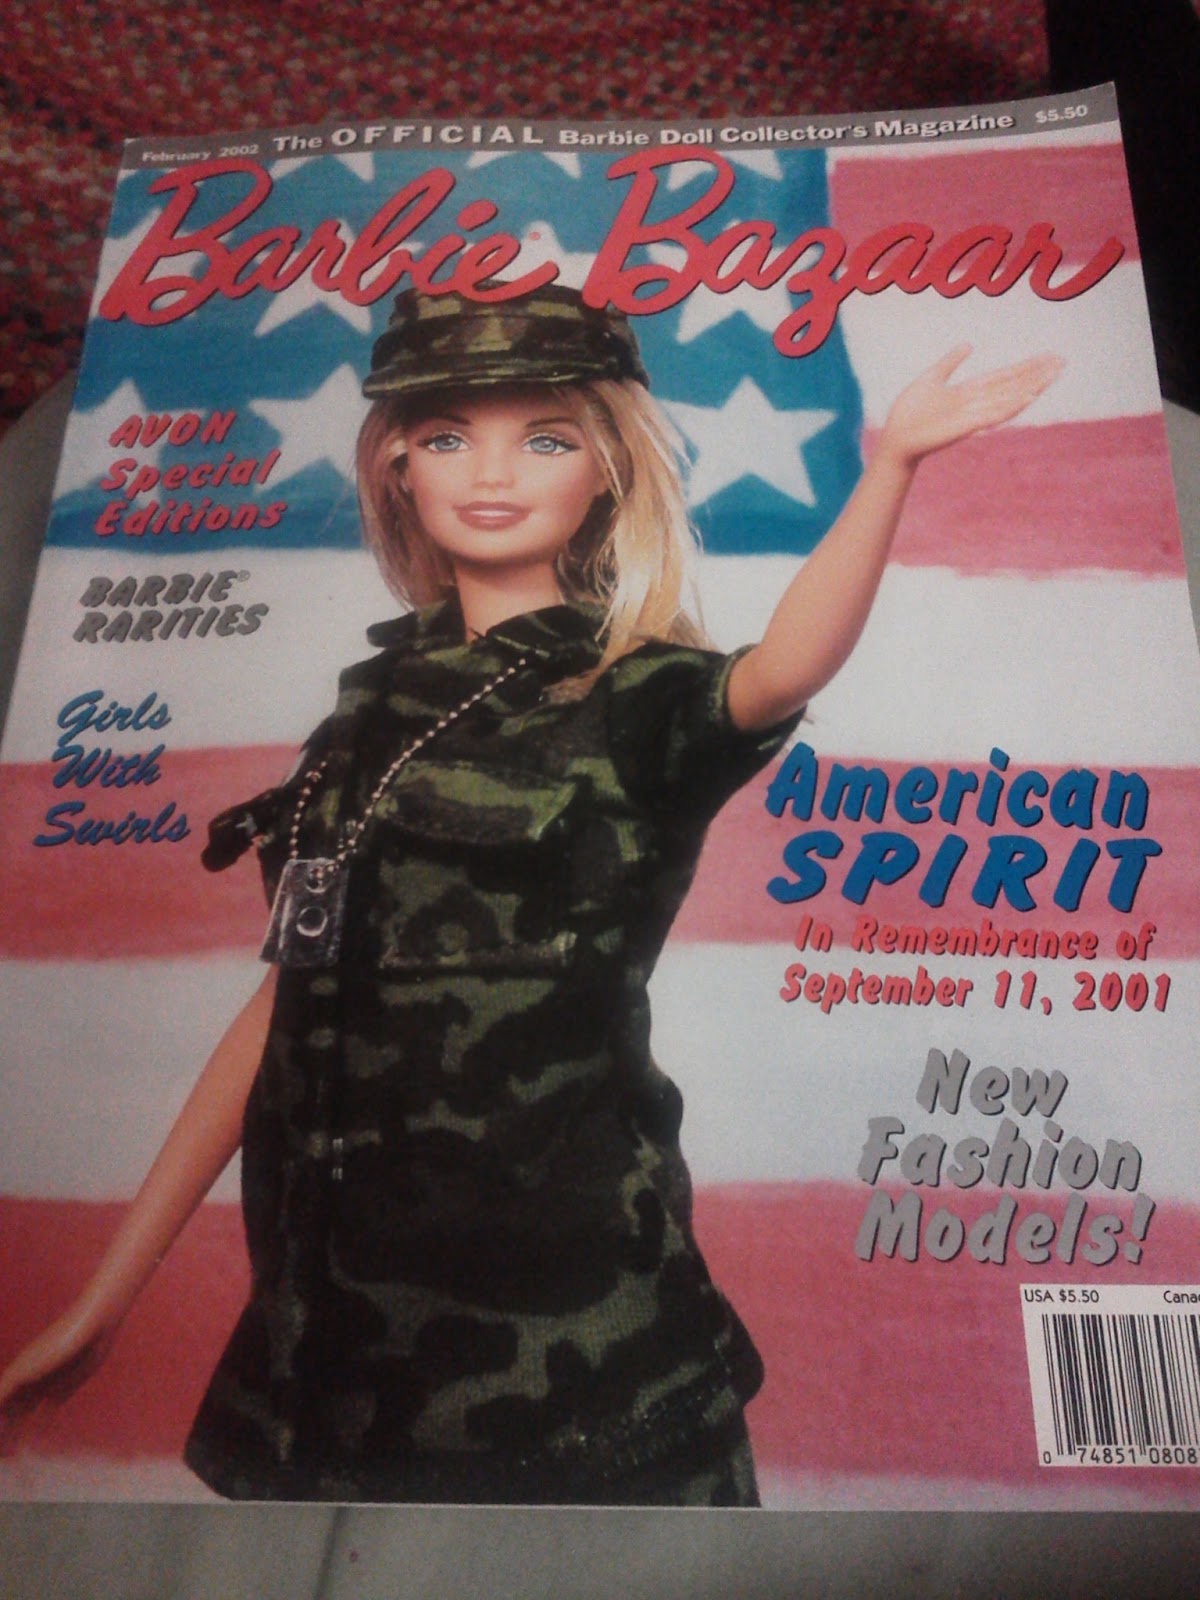 February 2002 The OFFICIAL Barbie Doll Collector's Magazine $5.50
Barbie® Bazaar
AVON
Special
Editions
BARBIE®
RARITIES
Girls
With
Swirls
American
SPIRIT
In Remembrance of
September 11, 2001
New
Fashion
Models!
USA $5.50 Canad
0 74851 0808